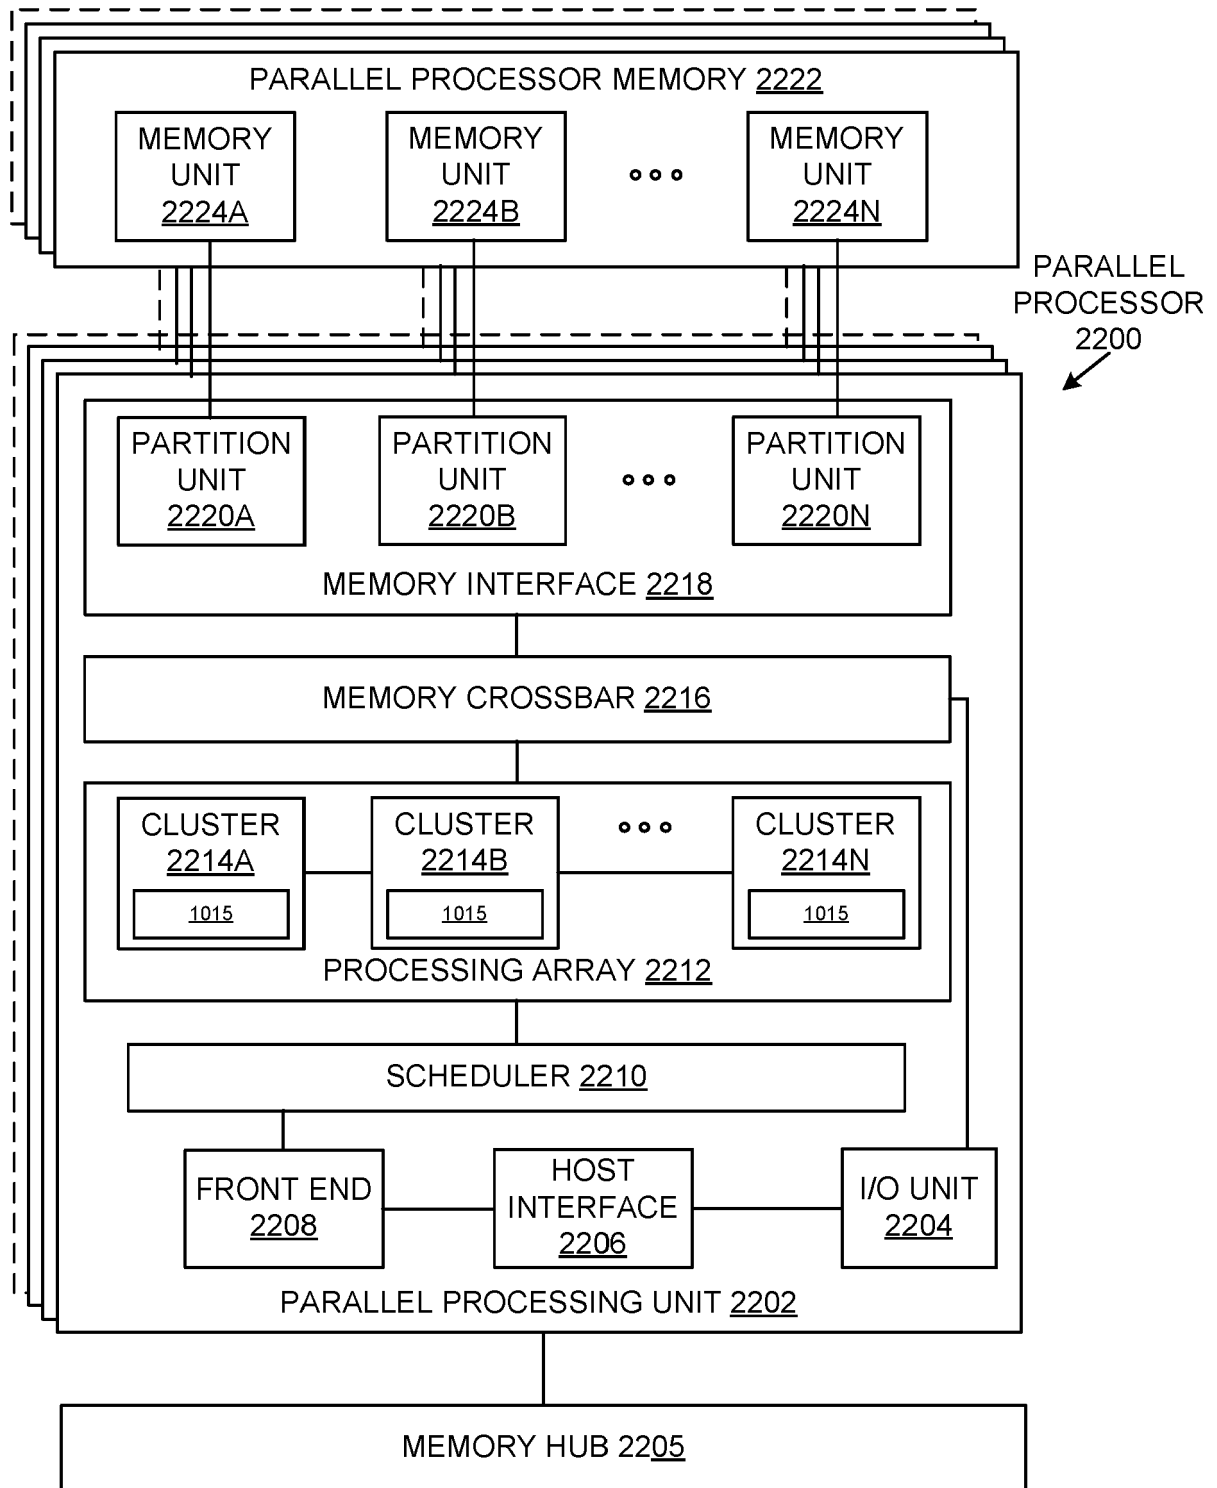 PARALLEL PROCESSOR MEMORY 2222
MEMORY
UNIT
2224A
MEMORY
UNIT
2224B
MEMORY
UNIT
2224N
PARALLEL
PROCESSOR
2200
PARTITION
UNIT
2220A
PARTITION
UNIT
2220B
PARTITION
UNIT
2220N
MEMORY INTERFACE 2218
MEMORY CROSSBAR 2216
CLUSTER
2214A
1015
CLUSTER
2214B
1015
CLUSTER
2214N
1015
PROCESSING ARRAY 2212
SCHEDULER 2210
FRONT END
2208
HOST
INTERFACE
2206
I/O UNIT
2204
PARALLEL PROCESSING UNIT 2202
MEMORY HUB 2205